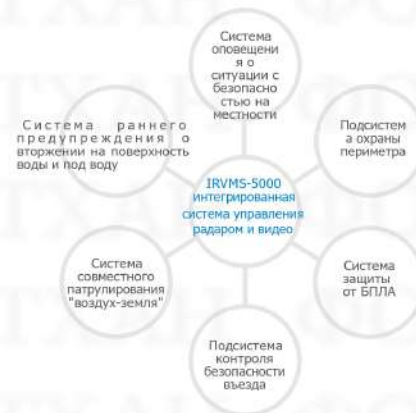 Система
оповещени
я о
ситуации с
безопасно
стью на
местности
Система раннего
предупреждения о
вторжении на поверхность
воды и под воду
Подсистем
а охраны
периметра
IRVMS-5000
интегрированная
система управления
радаром и видео
Система
совместного
патрулирования
"воздух-земля"
Система
защиты
от БПЛА
Подсистема
контроля
безопасности
въезда